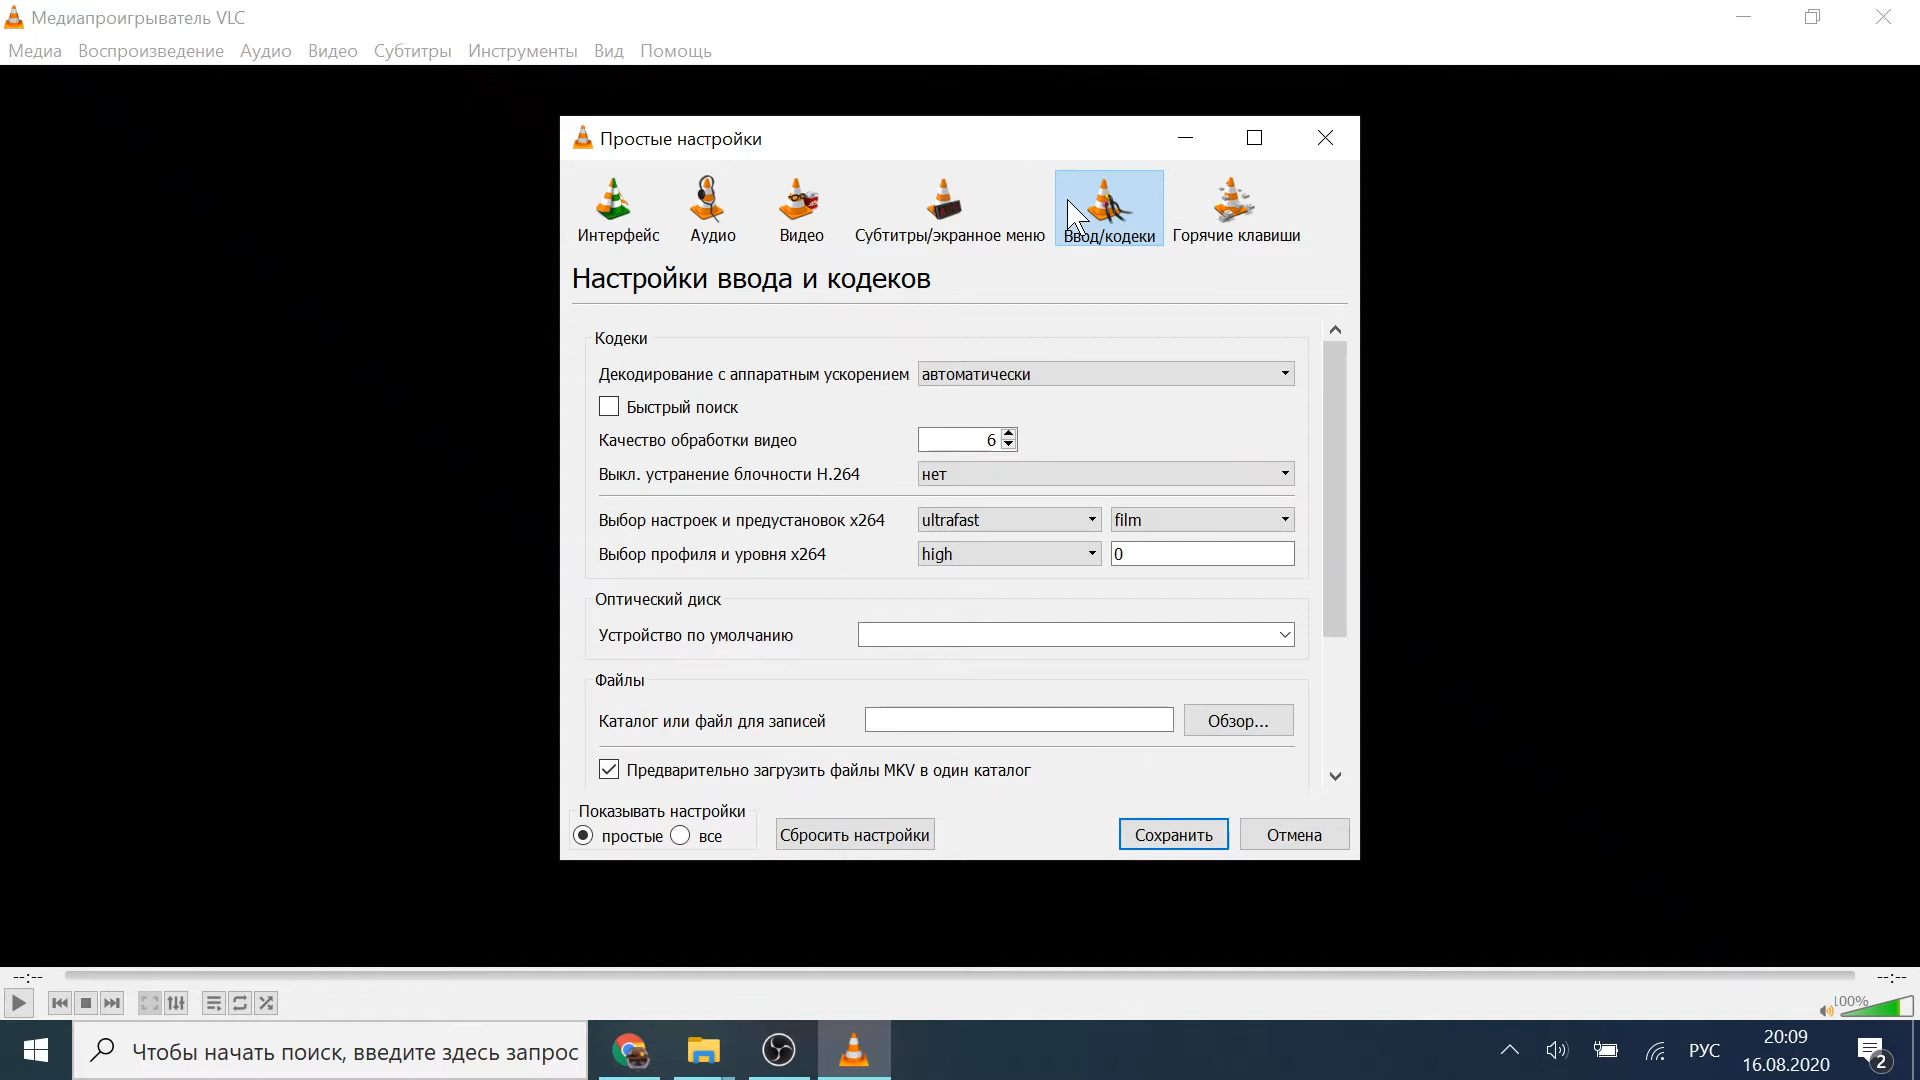 Медиапроигрыватель VLC
Медиа Воспроизведение Аудио Видео Субтитры Инструменты Вид Помощь
Простые настройки
Интерфейс Аудио Видео Субтитры/экранное меню Ввод/кодеки Горячие клавиши
Настройки ввода и кодеков
Кодеки
Декодирование с аппаратным ускорением автоматически
Быстрый поиск
Качество обработки видео 6
Выкл. устранение блочности H.264 нет
Выбор настроек и предустановок x264 ultrafast film
Выбор профиля и уровня x264 high 0
Оптический диск
Устройство по умолчанию
Файлы
Каталог или файл для записей Обзор...
Предварительно загрузить файлы MKV в один каталог
Показывать настройки
простые все Сбросить настройки Сохранить Отмена
--:-- --:--
100%
Чтобы начать поиск, введите здесь запрос
РУС
20:09
16.08.2020
2